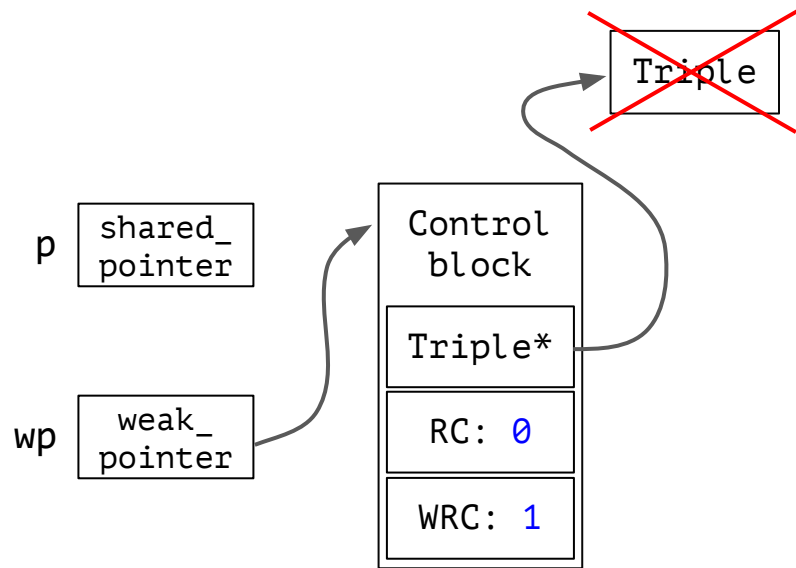 Triple
p
shared_
pointer
Control
block
Triple*
wp
weak_
pointer
RC: 0
WRC: 1